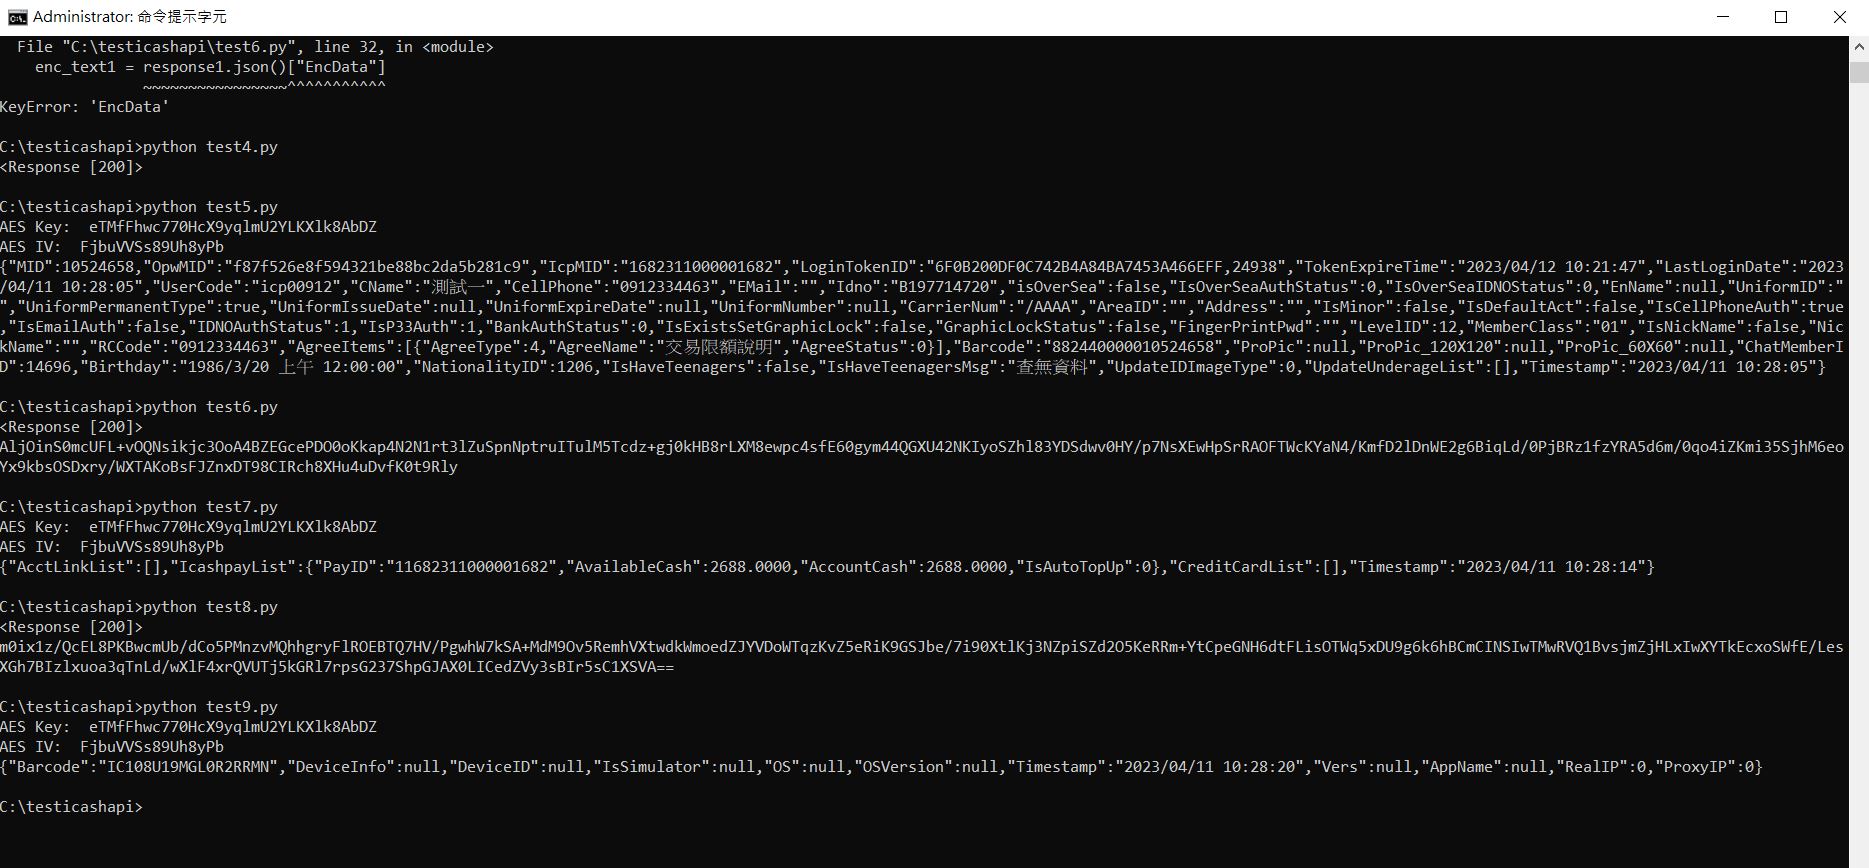 Administrator: 命令提示字元
File "C:\testicashapi\test6.py", line 32, in <module>
enc_text1 = response1.json()["EncData"]
~~~~~~~~~~~~~~~~^^^^^^^^^^^
KeyError: 'EncData'
C:\testicashapi>python test4.py
<Response [200]>
C:\testicashapi>python test5.py
AES Key:  eTMfFhwc770HcX9yqlmU2YLKXlk8AbDZ
AES IV:  FjbuVVSs89Uh8yPb
{"MID":10524658,"OpwMID":"f87f526e8f594321be88bc2da5b281c9","IcpMID":"1682311000001682","LoginTokenID":"6F0B200DF0C742B4A84BA7453A466EFF,24938","TokenExpireTime":"2023/04/12 10:21:47","LastLoginDate":"2023
/04/11 10:28:05","UserCode":"icp00912","CName":"測試一","CellPhone":"0912334463","EMail":"","Idno":"B197714720","isOverSea":false,"IsOverSeaAuthStatus":0,"IsOverSeaIDNOStatus":0,"EnName":null,"UniformID":"
","UniformPermanentType":true,"UniformIssueDate":null,"UniformExpireDate":null,"UniformNumber":null,"CarrierNum":"/AAAA","AreaID":"","Address":"","IsMinor":false,"IsDefaultAct":false,"IsCellPhoneAuth":true
,"IsEmailAuth":false,"IDNOAuthStatus":1,"IsP33Auth":1,"BankAuthStatus":0,"IsExistsSetGraphicLock":false,"GraphicLockStatus":false,"FingerPrintPwd":"","LevelID":12,"MemberClass":"01","IsNickName":false,"Nic
kName":"","RCCode":"0912334463","AgreeItems":[{"AgreeType":4,"AgreeName":"交易限額說明","AgreeStatus":0}],"Barcode":"882440000010524658","ProPic":null,"ProPic_120X120":null,"ProPic_60X60":null,"ChatMemberI
D":14696,"Birthday":"1986/3/20 上午 12:00:00","NationalityID":1206,"IsHaveTeenagers":false,"IsHaveTeenagersMsg":"查無資料","UpdateIDImageType":0,"UpdateUnderageList":[],"Timestamp":"2023/04/11 10:28:05"}
C:\testicashapi>python test6.py
<Response [200]>
AljOinS0mcUFL+vOQNsikjc3OoA4BZEGcePDO0oKkap4N2N1rt3lZuSpnNptruITulM5Tcdz+gj0kHB8rLXM8ewpc4sfE60gym44QGXU42NKIyoSZhl83YDSdwv0HY/p7NsXEwHpSrRAOFTWcKYaN4/KmfD2lDnWE2g6BiqLd/0PjBRz1fzYRA5d6m/0qo4iZKmi35SjhM6eo
Yx9kbsOSDxry/WXTAKoBsFJZnxDT98CIRch8XHu4uDvfK0t9Rly
C:\testicashapi>python test7.py
AES Key:  eTMfFhwc770HcX9yqlmU2YLKXlk8AbDZ
AES IV:  FjbuVVSs89Uh8yPb
{"AcctLinkList":[],"IcashpayList":{"PayID":"11682311000001682","AvailableCash":2688.0000,"AccountCash":2688.0000,"IsAutoTopUp":0},"CreditCardList":[],"Timestamp":"2023/04/11 10:28:14"}
C:\testicashapi>python test8.py
<Response [200]>
m0ix1z/QcEL8PKBwcmUb/dCo5PMnzvMQhhgryFlROEBTQ7HV/PgwhW7kSA+MdM9Ov5RemhVXtwdkWmoedZJYVDoWTqzKvZ5eRiK9GSJbe/7i90XtlKj3NZpiSZd2O5KeRRm+YtCpeGNH6dtFLisOTWq5xDU9g6k6hBCmCINSIwTMwRVQ1BvsjmZjHLxIwXYTkEcxoSWfE/Les
XGh7BIzlxuoa3qTnLd/wXlF4xrQVUTj5kGRl7rpsG237ShpGJAX0LICedZVy3sBIr5sC1XSVA==
C:\testicashapi>python test9.py
AES Key:  eTMfFhwc770HcX9yqlmU2YLKXlk8AbDZ
AES IV:  FjbuVVSs89Uh8yPb
{"Barcode":"IC108U19MGL0R2RRMN","DeviceInfo":null,"DeviceID":null,"IsSimulator":null,"OS":null,"OSVersion":null,"Timestamp":"2023/04/11 10:28:20","Vers":null,"AppName":null,"RealIP":0,"ProxyIP":0}
C:\testicashapi>